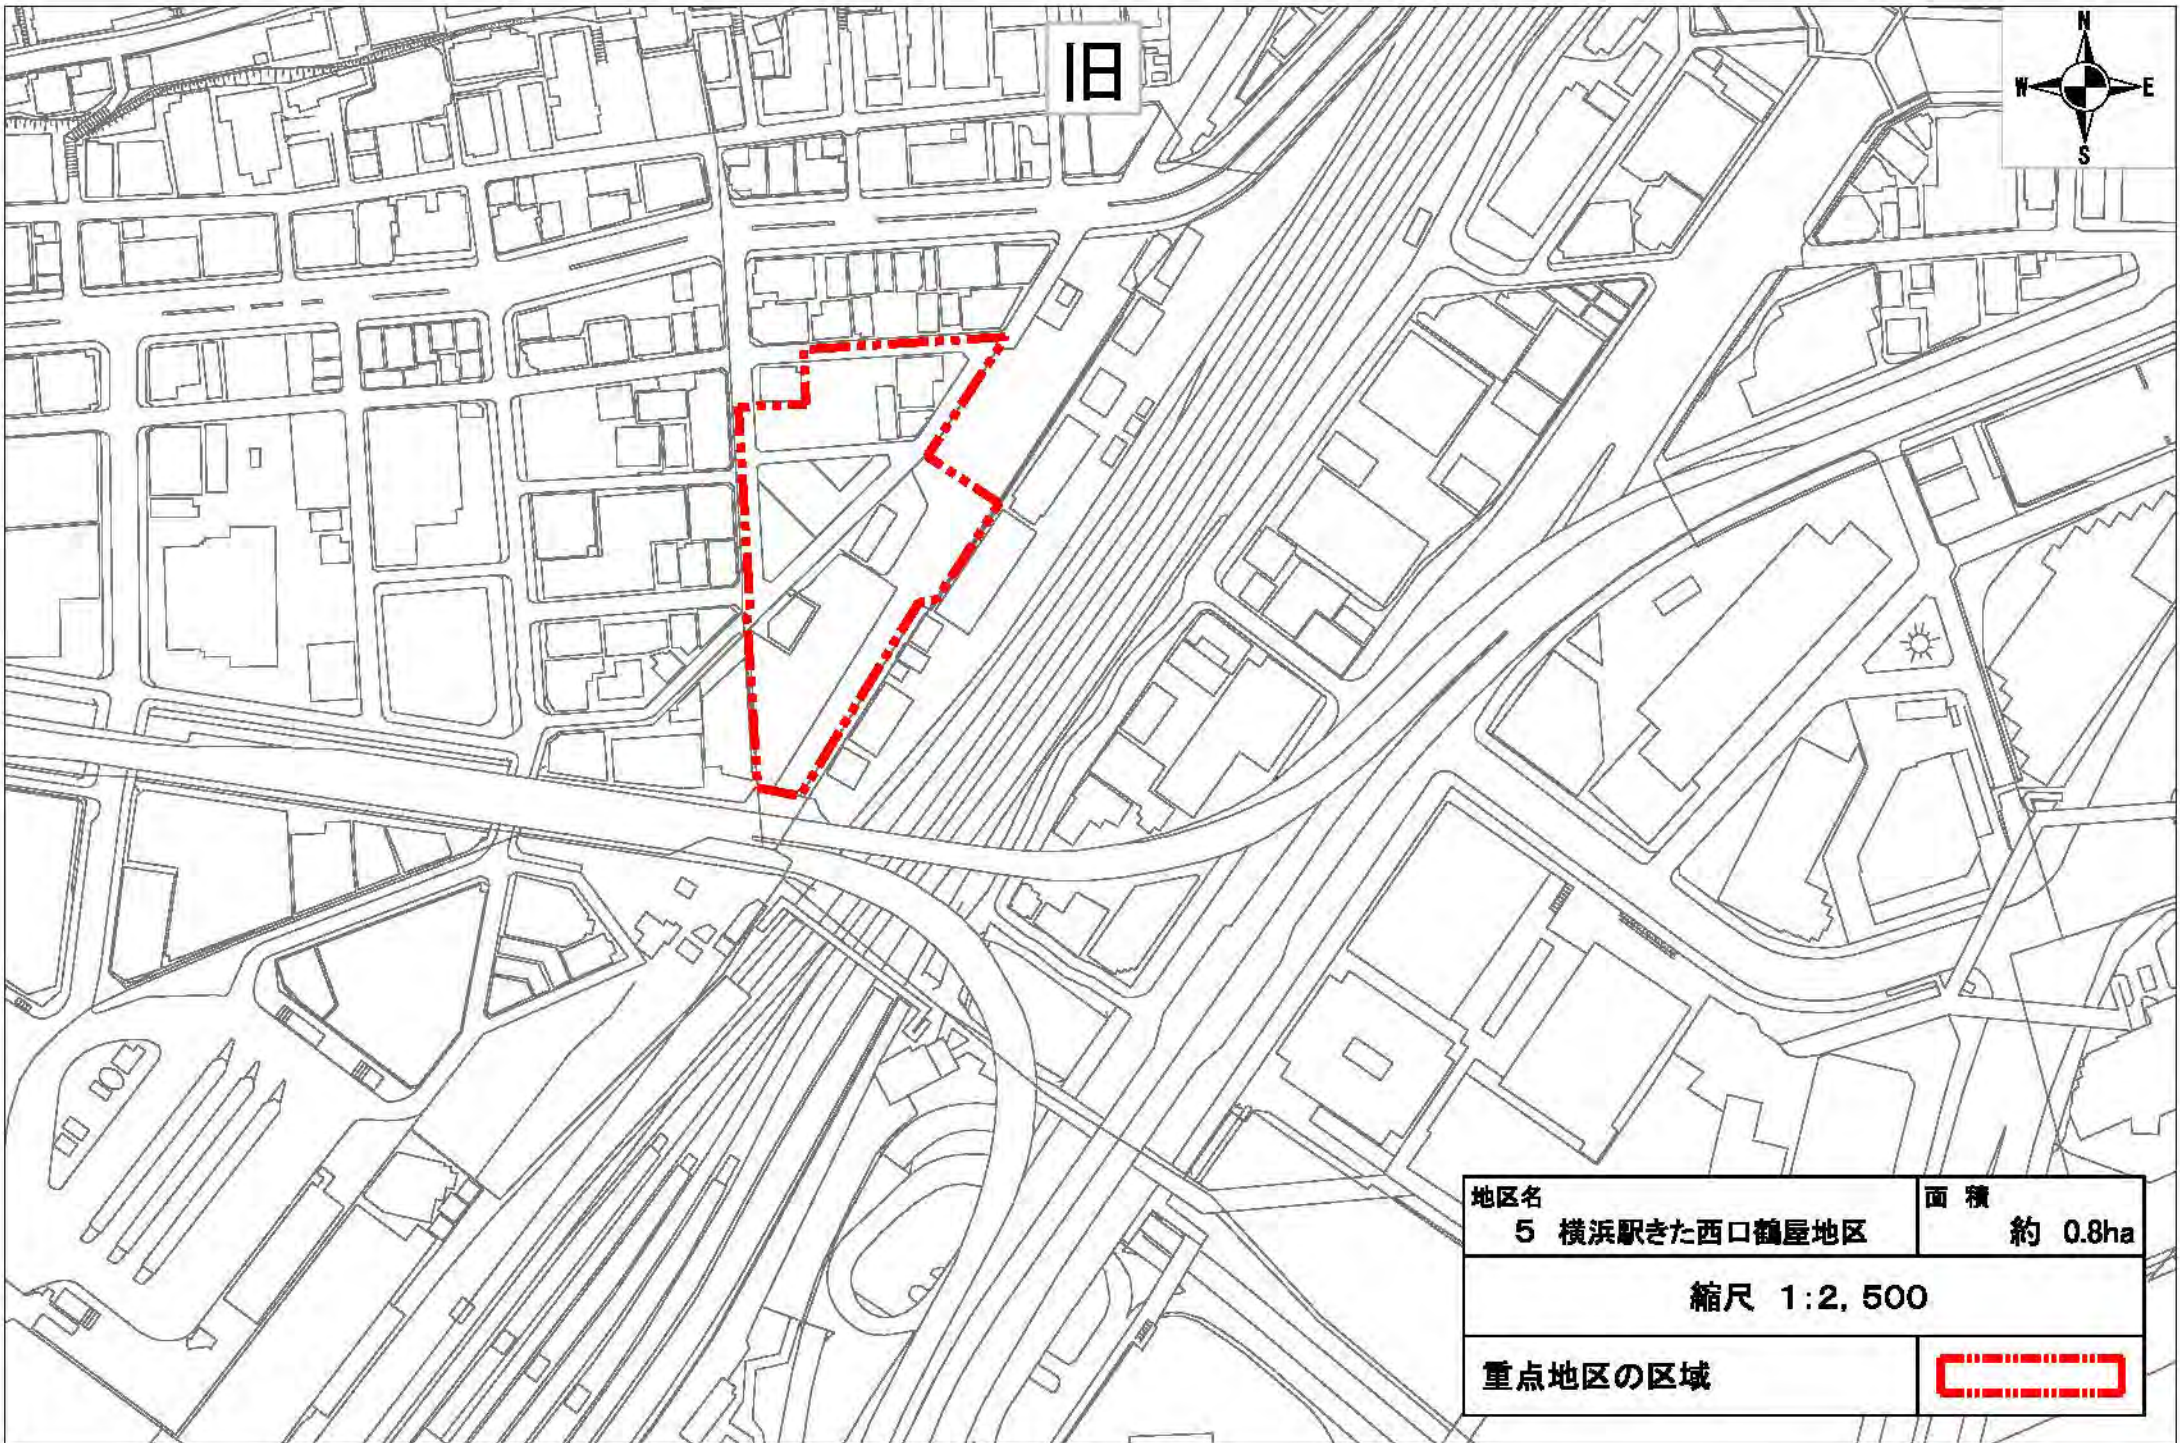 旧
N
W E
S
地区名
5 横浜駅きた西口鶴屋地区
面 積
約 0.8ha
縮尺 1:2,500
重点地区の区域